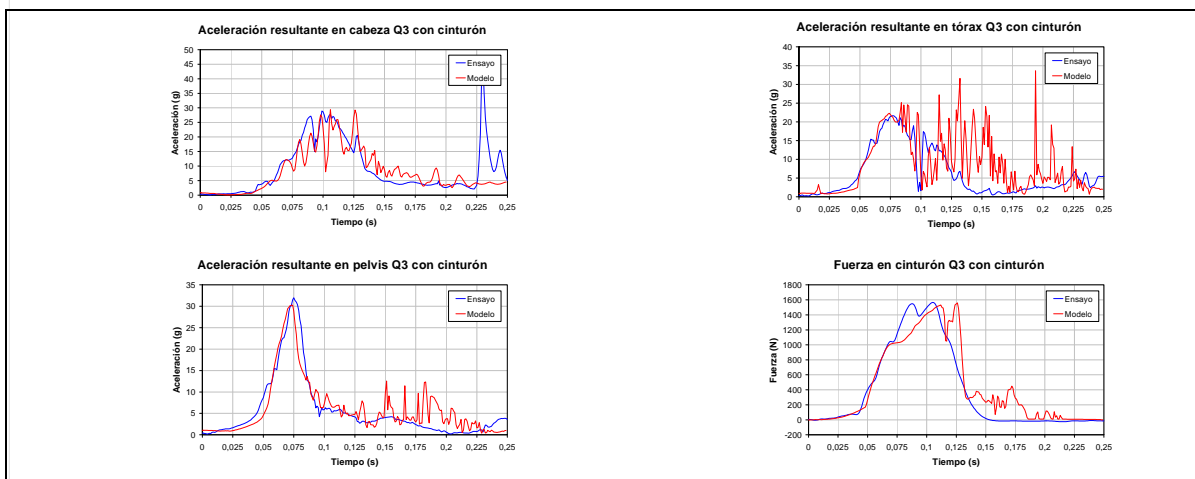 Aceleración resultante en cabeza Q3 con cinturón
50
45
40
35
30
25
20
15
10
5
0
Aceleración (g)
Ensayo
Modelo
0 0,025 0,05 0,075 0,1 0,125 0,15 0,175 0,2 0,225 0,25
Tiempo (s)
Aceleración resultante en tórax Q3 con cinturón
40
35
30
25
20
15
10
5
0
Aceleración (g)
Ensayo
Modelo
0 0,025 0,05 0,075 0,1 0,125 0,15 0,175 0,2 0,225 0,25
Tiempo (s)
Aceleración resultante en pelvis Q3 con cinturón
35
30
25
20
15
10
5
0
Aceleración (g)
Ensayo
Modelo
0 0,025 0,05 0,075 0,1 0,125 0,15 0,175 0,2 0,225 0,25
Tiempo (s)
Fuerza en cinturón Q3 con cinturón
1800
1600
1400
1200
1000
800
600
400
200
0
-200
Fuerza (N)
Ensayo
Modelo
0 0,025 0,05 0,075 0,1 0,125 0,15 0,175 0,2 0,225 0,25
Tiempo (s)